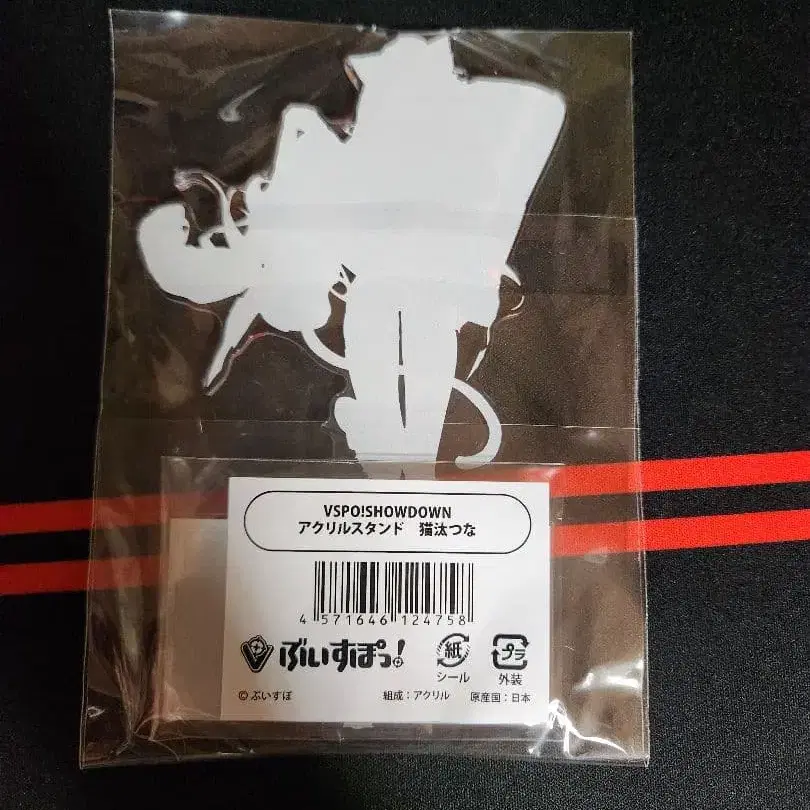 VSPO!SHOWDOWN
アクリルスタンド 猫汰つな
4 571646 124758
ぶいすぽっ!
紙
シール
プラ
外装
© ぶいすぽ 組成:アクリル 原産国:日本